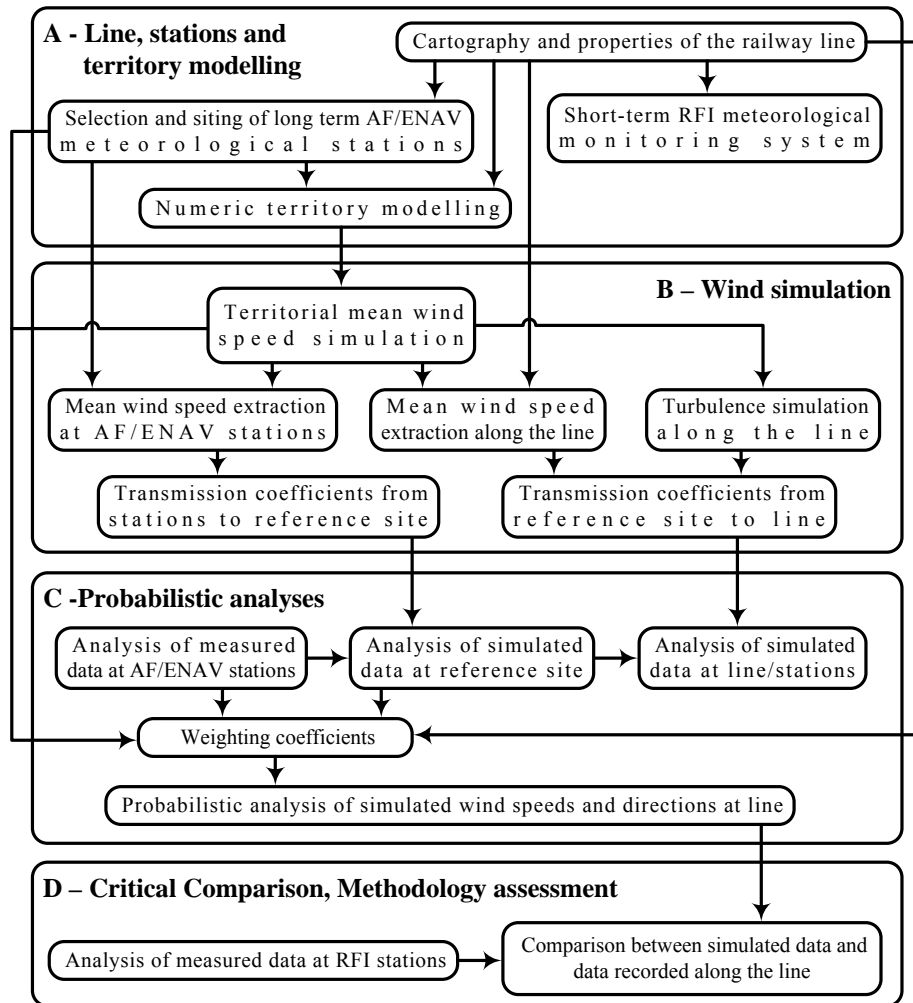 A - Line, stations and
territory modelling
Cartography and properties of the railway line
Selection and siting of long term AF/ENAV
meteorological stations
Short-term RFI meteorological
monitoring system
Numeric territory modelling
B – Wind simulation
Territorial mean wind
speed simulation
Mean wind speed extraction
at AF/ENAV stations
Mean wind speed
extraction along the line
Turbulence simulation
along the line
Transmission coefficients from
stations to reference site
Transmission coefficients from
reference site to line
C -Probabilistic analyses
Analysis of measured
data at AF/ENAV stations
Analysis of simulated
data at reference site
Analysis of simulated
data at line/stations
Weighting coefficients
Probabilistic analysis of simulated wind speeds and directions at line
D – Critical Comparison, Methodology assessment
Analysis of measured data at RFI stations
Comparison between simulated data and
data recorded along the line